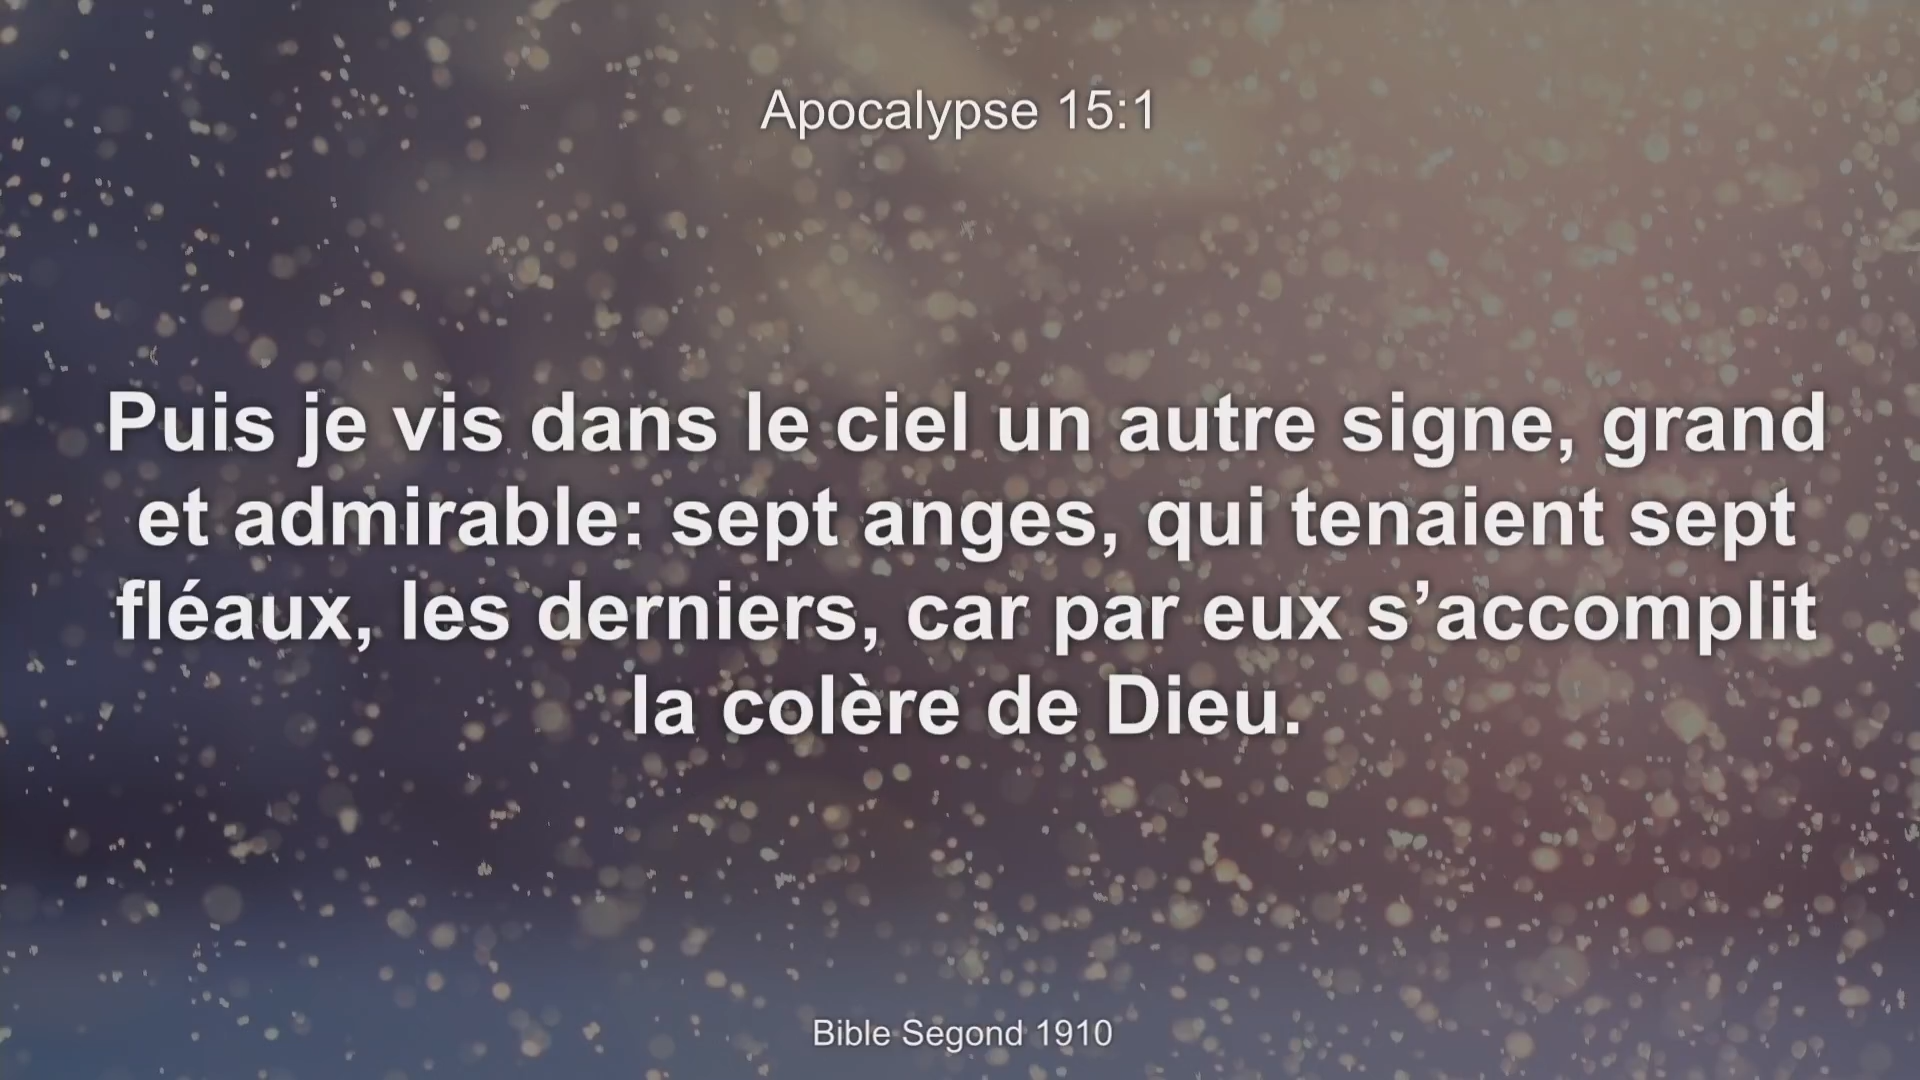 Apocalypse 15:1
Puis je vis dans le ciel un autre signe, grand
et admirable: sept anges, qui tenaient sept
fléaux, les derniers, car par eux s’accomplit
la colère de Dieu.
Bible Segond 1910